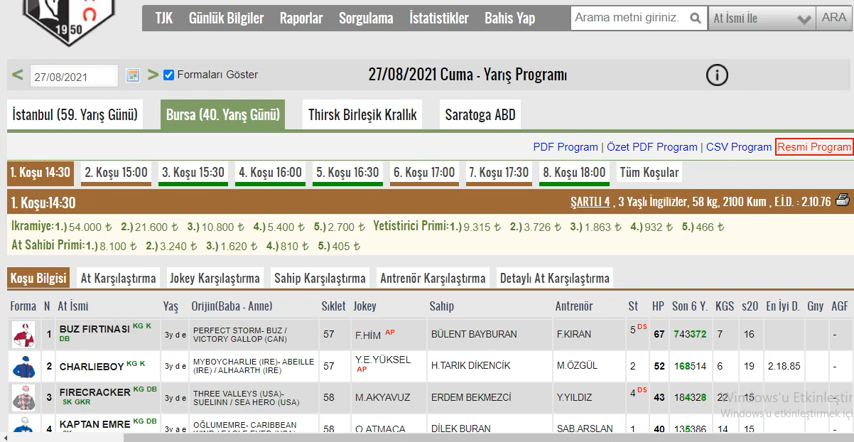 C C
1950
TJK Günlük Bilgiler Raporlar Sorgulama İstatistikler Bahis Yap Arama metni giriniz. At İsmi İle ARA
< 27/08/2021 > Formaları Göster 27/08/2021 Cuma - Yarış Programı
İstanbul (59. Yarış Günü) Bursa (40. Yarış Günü) Thirsk Birleşik Krallık Saratoga ABD
PDF Program | Özet PDF Program | CSV Program Resmi Program
1. Koşu 14:30 2. Koşu 15:00 3. Koşu 15:30 4. Koşu 16:00 5. Koşu 16:30 6. Koşu 17:00 7. Koşu 17:30 8. Koşu 18:00 Tüm Koşular
1. Koşu:14:30 ŞARTLI 4 , 3 Yaşlı İngilizler, 58 kg, 2100 Kum , E.İ.D. : 2.10.76
Ikramiye:1.) 54.000 ₺ 2.) 21.600 ₺ 3.) 10.800 ₺ 4.) 5.400 ₺ 5.) 2.700 ₺ Yetistirici Primi:1.) 9.315 ₺ 2.) 3.726 ₺ 3.) 1.863 ₺ 4.) 932 ₺ 5.) 466 ₺
At Sahibi Primi:1.) 8.100 ₺ 2.) 3.240 ₺ 3.) 1.620 ₺ 4.) 810 ₺ 5.) 405 ₺
Koşu Bilgisi At Karşılaştırma Jokey Karşılaştırma Sahip Karşılaştırma Antrenör Karşılaştırma Detaylı At Karşılaştırma
Forma N At İsmi Yaş Orijin(Baba - Anne) Sıklet Jokey Sahip Antrenör St HP Son 6 Y. KGS s20 En İyi D. Gny AGF
1 BUZ FIRTINASI KG K DB 3y d e PERFECT STORM- BUZ / VICTORY GALLOP (CAN) 57 F.HİM AP BÜLENT BAYBURAN F.KIRAN 5 DS 67 743372 7 16 -
2 CHARLIEBOY KG K 3y d e MYBOYCHARLIE (IRE)- ABEILLE (IRE) / ALHAARTH (IRE) 57 Y.E.YÜKSEL AP H.TARIK DİKENCİK M.ÖZGÜL 2 52 168514 6 19 2.18.85 -
3 FIRECRACKER KG DB SK GKR 3y d e THREE VALLEYS (USA)- SUELINN / SEA HERO (USA) 58 M.AKYAVUZ ERDEM BEKMEZCİ Y.YILDIZ 4 DS 43 184328 22 15 -
4 KAPTAN EMRE KG DB OĞLUMEMRE- CARIBBEAN 58 O.ATMACA DİLEK BURAN SAB.ARSLAN 1 40 135386 14 15 -
Windows'u Etkinleştir
Windows'u etkinleştirmek iç